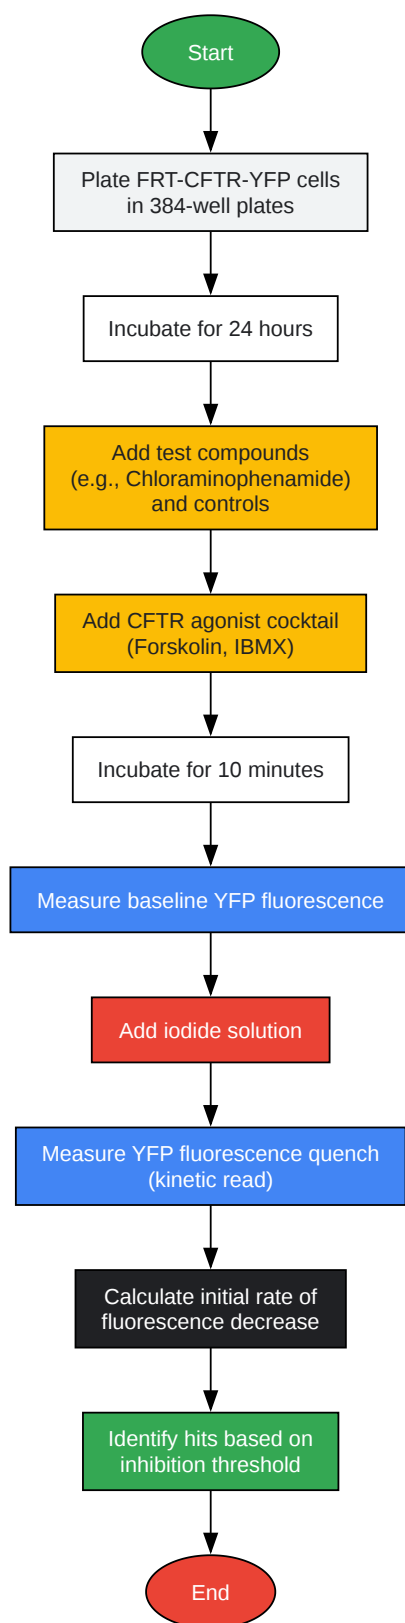 Start
Plate FRT-CFTR-YFP cells
in 384-well plates
Incubate for 24 hours
Add test compounds
(e.g., Chloraminophenamide)
and controls
Add CFTR agonist cocktail
(Forskolin, IBMX)
Incubate for 10 minutes
Measure baseline YFP fluorescence
Add iodide solution
Measure YFP fluorescence quench
(kinetic read)
Calculate initial rate of
fluorescence decrease
Identify hits based on
inhibition threshold
End